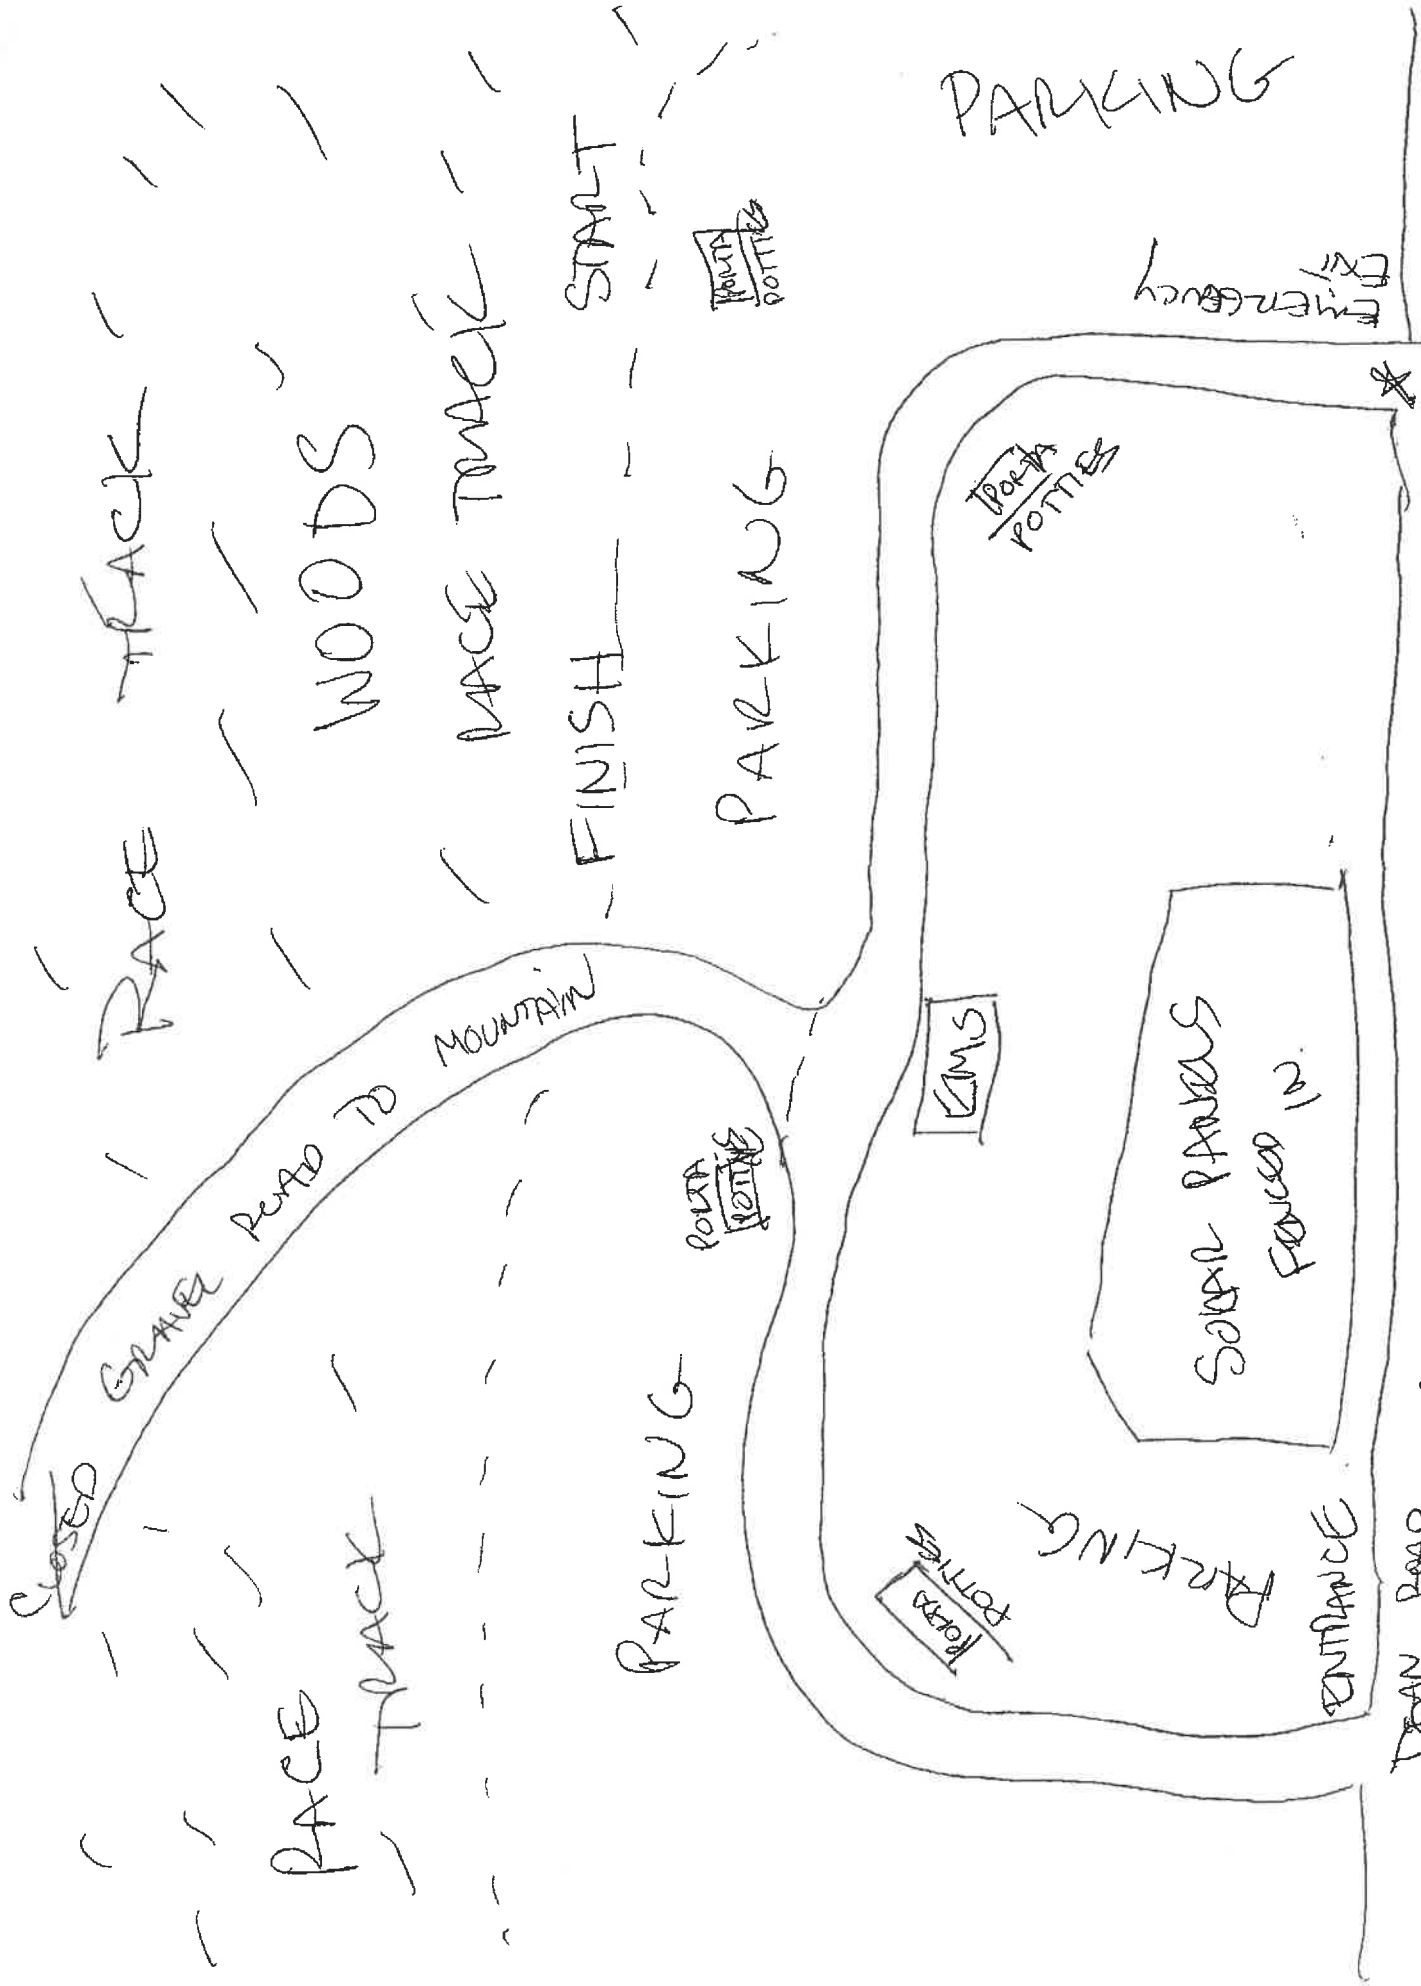 RACE TRACK
WOODS
RACE TRACK
FINISH START
PARKING
PORTA
POTTIES
PARKING
CLOSED GRAVEL ROAD TO MOUNTAIN
RACE
TRACK
PARKING
PORTA
POTTIES
EMS
PORTA
POTTIES
EMERGENCY
EXIT
PORTA
POTTIES
PARKING
SOLAR PANELS
FENCED IN
ENTRANCE
ROAD